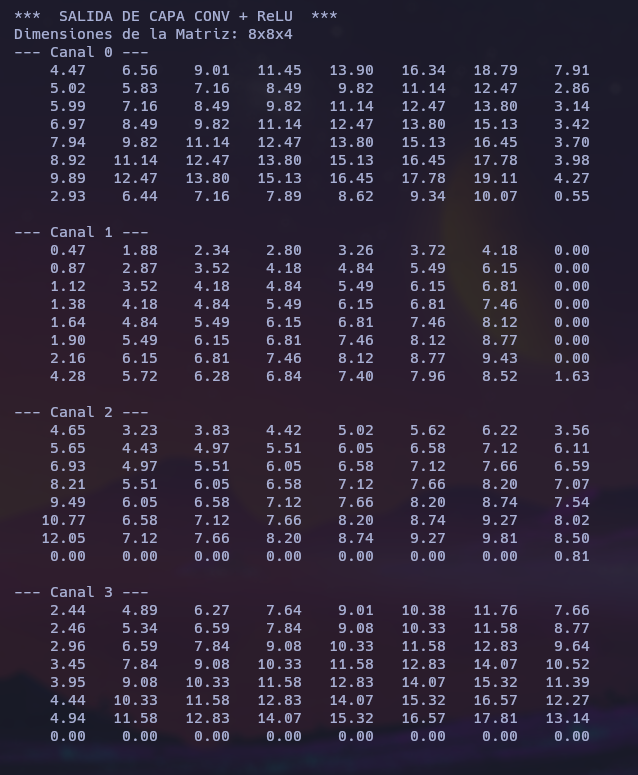 ***  SALIDA DE CAPA CONV + ReLU  ***
Dimensiones de la Matriz: 8x8x4
--- Canal 0 ---
4.47 6.56 9.01 11.45 13.90 16.34 18.79 7.91
5.02 5.83 7.16 8.49 9.82 11.14 12.47 2.86
5.99 7.16 8.49 9.82 11.14 12.47 13.80 3.14
6.97 8.49 9.82 11.14 12.47 13.80 15.13 3.42
7.94 9.82 11.14 12.47 13.80 15.13 16.45 3.70
8.92 11.14 12.47 13.80 15.13 16.45 17.78 3.98
9.89 12.47 13.80 15.13 16.45 17.78 19.11 4.27
2.93 6.44 7.16 7.89 8.62 9.34 10.07 0.55
--- Canal 1 ---
0.47 1.88 2.34 2.80 3.26 3.72 4.18 0.00
0.87 2.87 3.52 4.18 4.84 5.49 6.15 0.00
1.12 3.52 4.18 4.84 5.49 6.15 6.81 0.00
1.38 4.18 4.84 5.49 6.15 6.81 7.46 0.00
1.64 4.84 5.49 6.15 6.81 7.46 8.12 0.00
1.90 5.49 6.15 6.81 7.46 8.12 8.77 0.00
2.16 6.15 6.81 7.46 8.12 8.77 9.43 0.00
4.28 5.72 6.28 6.84 7.40 7.96 8.52 1.63
--- Canal 2 ---
4.65 3.23 3.83 4.42 5.02 5.62 6.22 3.56
5.65 4.43 4.97 5.51 6.05 6.58 7.12 6.11
6.93 4.97 5.51 6.05 6.58 7.12 7.66 6.59
8.21 5.51 6.05 6.58 7.12 7.66 8.20 7.07
9.49 6.05 6.58 7.12 7.66 8.20 8.74 7.54
10.77 6.58 7.12 7.66 8.20 8.74 9.27 8.02
12.05 7.12 7.66 8.20 8.74 9.27 9.81 8.50
0.00 0.00 0.00 0.00 0.00 0.00 0.00 0.81
--- Canal 3 ---
2.44 4.89 6.27 7.64 9.01 10.38 11.76 7.66
2.46 5.34 6.59 7.84 9.08 10.33 11.58 8.77
2.96 6.59 7.84 9.08 10.33 11.58 12.83 9.64
3.45 7.84 9.08 10.33 11.58 12.83 14.07 10.52
3.95 9.08 10.33 11.58 12.83 14.07 15.32 11.39
4.44 10.33 11.58 12.83 14.07 15.32 16.57 12.27
4.94 11.58 12.83 14.07 15.32 16.57 17.81 13.14
0.00 0.00 0.00 0.00 0.00 0.00 0.00 0.00